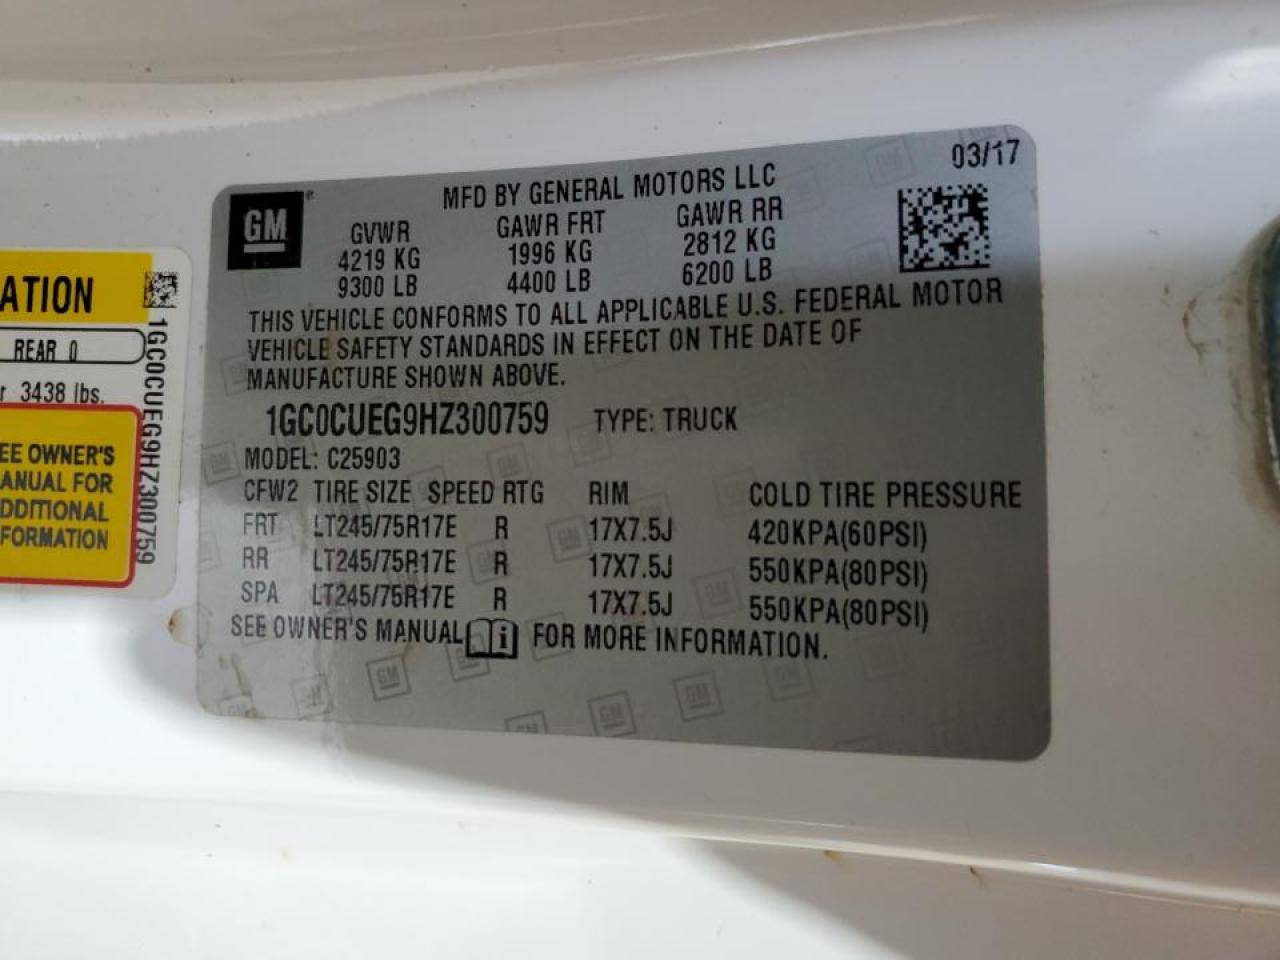 03/17
GM®
MFD BY GENERAL MOTORS LLC
GVWR GAWR FRT GAWR RR
4219 KG 1996 KG 2812 KG
9300 LB 4400 LB 6200 LB
THIS VEHICLE CONFORMS TO ALL APPLICABLE U.S. FEDERAL MOTOR
VEHICLE SAFETY STANDARDS IN EFFECT ON THE DATE OF
MANUFACTURE SHOWN ABOVE.
1GC0CUEG9HZ300759 TYPE: TRUCK
MODEL: C25903
CFW2 TIRE SIZE SPEED RTG RIM COLD TIRE PRESSURE
FRT LT245/75R17E R 17X7.5J 420KPA(60PSI)
RR LT245/75R17E R 17X7.5J 550KPA(80PSI)
SPA LT245/75R17E R 17X7.5J 550KPA(80PSI)
SEE OWNER'S MANUAL i FOR MORE INFORMATION.
ATION
REAR 0
r 3438 lbs.
EE OWNER'S
ANUAL FOR
DDITIONAL
FORMATION
1GC0CUEG9HZ300759